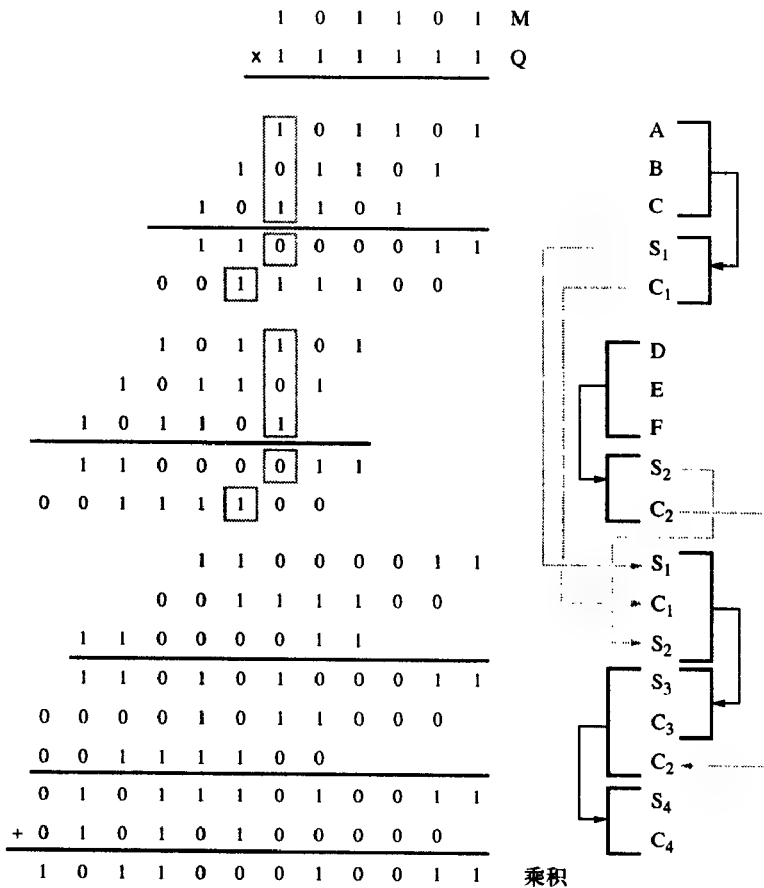 1 0 1 1 0 1 M
× 1 1 1 1 1 1 Q
1 0 1 1 0 1 A
1 0 1 1 0 1 B
1 0 1 1 0 1 C
1 1 0 0 0 0 1 1 S₁
0 0 1 1 1 1 0 0 C₁
1 0 1 1 0 1 D
1 0 1 1 0 1 E
1 0 1 1 0 1 F
1 1 0 0 0 0 1 1 S₂
0 0 1 1 1 1 0 0 C₂
1 1 0 0 0 0 1 1 S₁
0 0 1 1 1 1 0 0 C₁
1 1 0 0 0 0 1 1 S₂
1 1 0 1 0 1 0 0 0 1 1 S₃
0 0 0 0 1 0 1 1 0 0 0 C₃
0 0 1 1 1 1 0 0 C₂
0 1 0 1 1 1 0 1 0 0 1 1 S₄
+ 0 1 0 1 0 1 0 0 0 0 0 C₄
1 0 1 1 0 0 0 1 0 0 1 1 乘积